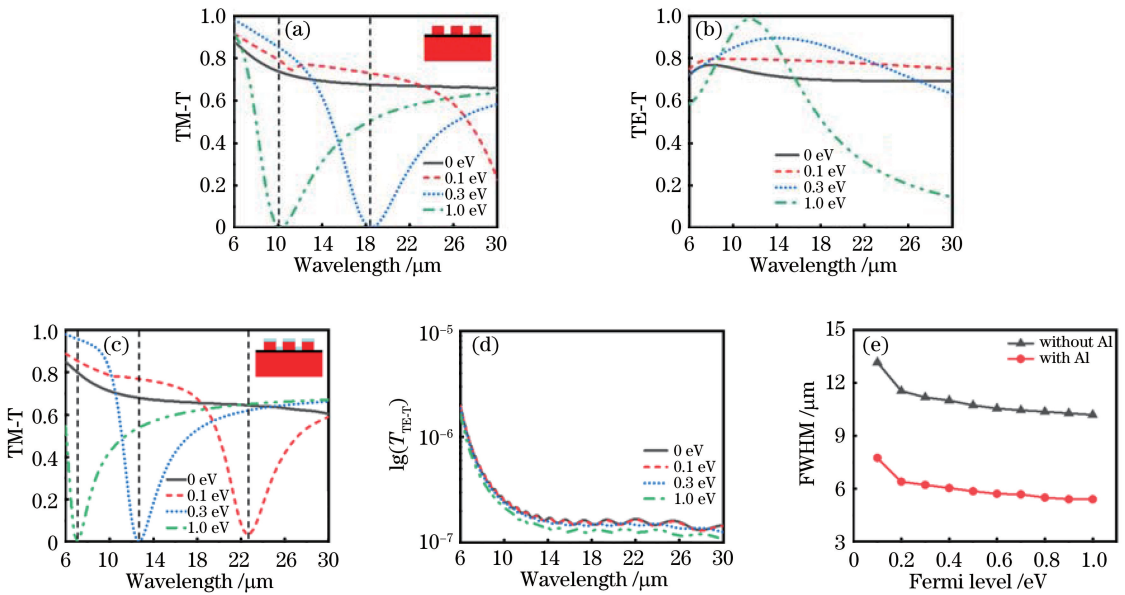 (a)
TM-T
1.0
0.8
0.6
0.4
0.2
0
0 eV
0.1 eV
0.3 eV
1.0 eV
6 10 14 18 22 26 30
Wavelength /μm
(b)
TE-T
1.0
0.8
0.6
0.4
0.2
0
0 eV
0.1 eV
0.3 eV
1.0 eV
6 10 14 18 22 26 30
Wavelength /μm
(c)
TM-T
1.0
0.8
0.6
0.4
0.2
0
0 eV
0.1 eV
0.3 eV
1.0 eV
6 10 14 18 22 26 30
Wavelength /μm
(d)
lg(T_TE-T)
10^-5
10^-6
10^-7
0 eV
0.1 eV
0.3 eV
1.0 eV
6 10 14 18 22 26 30
Wavelength /μm
(e)
FWHM /μm
15
12
9
6
3
without Al
with Al
0 0.2 0.4 0.6 0.8 1.0
Fermi level /eV